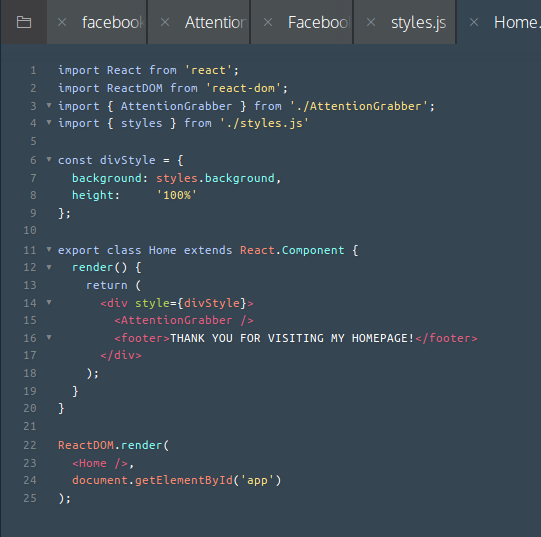 facebook
Attention
Facebook
styles.js
Home.
1 import React from 'react';
2 import ReactDOM from 'react-dom';
3 import { AttentionGrabber } from './AttentionGrabber';
4 import { styles } from './styles.js'
5
6 const divStyle = {
7   background: styles.background,
8   height:     '100%'
9 };
10
11 export class Home extends React.Component {
12   render() {
13     return (
14       <div style={divStyle}>
15         <AttentionGrabber />
16         <footer>THANK YOU FOR VISITING MY HOMEPAGE!</footer>
17       </div>
18     );
19   }
20 }
21
22 ReactDOM.render(
23   <Home />,
24   document.getElementById('app')
25 );